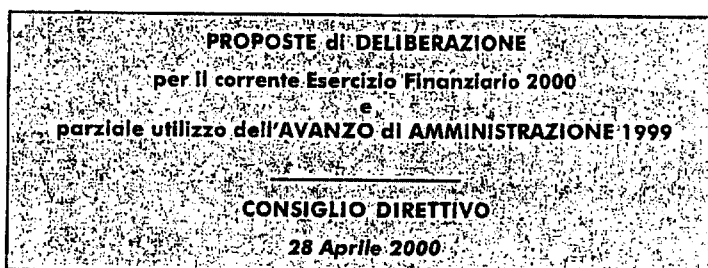 PROPOSTE di DELIBERAZIONE
per il corrente Esercizio Finanziario 2000
e
parziale utilizzo dell'AVANZO di AMMINISTRAZIONE 1999
CONSIGLIO DIRETTIVO
28 Aprile 2000